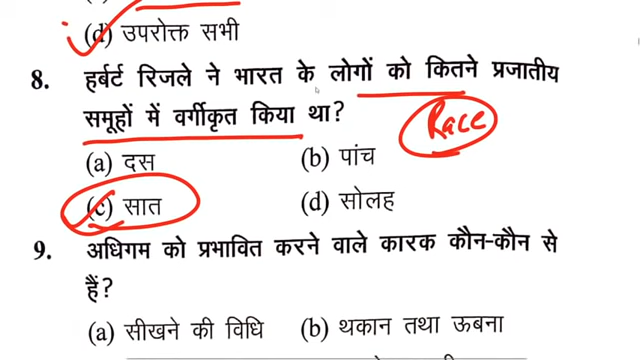 (d) उपरोक्त सभी
8. हर्बर्ट रिजले ने भारत के लोगों को कितने प्रजातीय
समूहों में वर्गीकृत किया था?
Race
(a) दस (b) पांच
(c) सात (d) सोलह
9. अधिगम को प्रभावित करने वाले कारक कौन-कौन से
हैं?
(a) सीखने की विधि (b) थकान तथा ऊबना